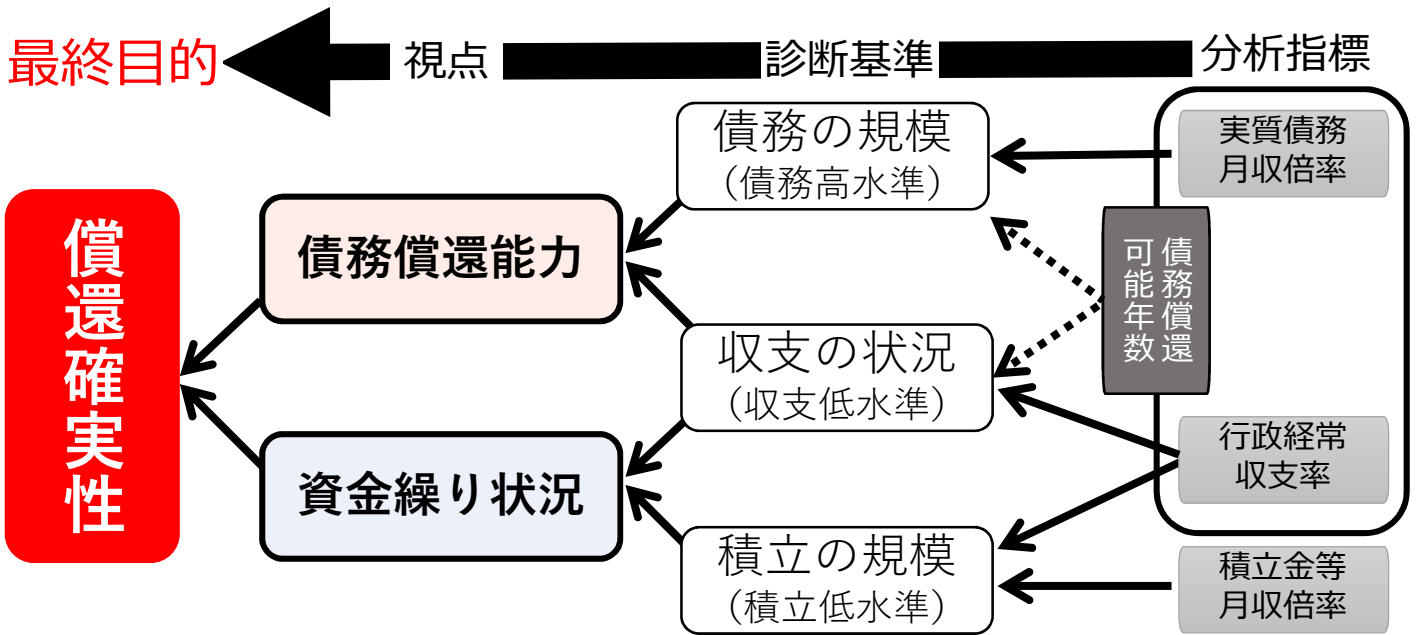 最終目的
視点
診断基準
分析指標
償還確実性
債務償還能力
資金繰り状況
債務の規模
（債務高水準）
収支の状況
（収支低水準）
積立の規模
（積立低水準）
実質債務
月収倍率
債務償還
可能年数
行政経常
収支率
積立金等
月収倍率